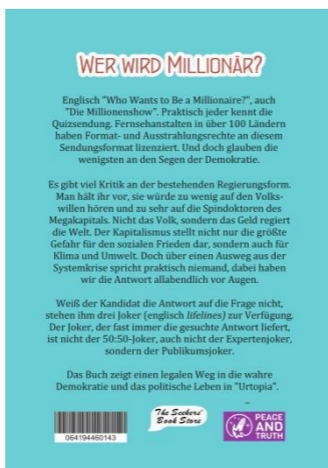 WER WIRD MILLIONÄR?
Englisch "Who Wants to Be a Millionaire?", auch
"Die Millionenshow". Praktisch jeder kennt die
Quizsendung. Fernsehanstalten in über 100 Ländern
haben Format- und Ausstrahlungsrechte an diesem
Sendungsformat lizenziert. Und doch glauben die
wenigsten an den Segen der Demokratie.
Es gibt viel Kritik an der bestehenden Regierungsform.
Man hält ihr vor, sie würde zu wenig auf den Volks-
willen hören und zu sehr auf die Spindoktoren des
Megakapitals. Nicht das Volk, sondern das Geld regiert
die Welt. Der Kapitalismus stellt nicht nur die größte
Gefahr für den sozialen Frieden dar, sondern auch für
Klima und Umwelt. Doch über einen Ausweg aus der
Systemkrise spricht praktisch niemand, dabei haben
wir die Antwort allabendlich vor Augen.
Weiß der Kandidat die Antwort auf die Frage nicht,
stehen ihm drei Joker (englisch lifelines) zur Verfügung.
Der Joker, der fast immer die gesuchte Antwort liefert,
ist nicht der 50:50-Joker, auch nicht der Expertenjoker,
sondern der Publikumsjoker.
Das Buch zeigt einen legalen Weg in die wahre
Demokratie und das politische Leben in "Urtopia".
–
064194460143
The Seekers'
Book Store
PEACE
AND
TRUTH